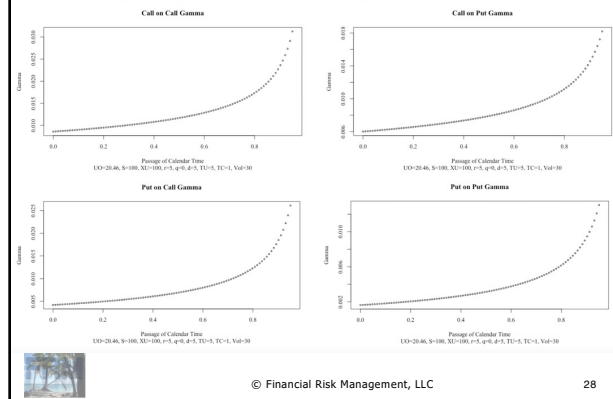 Call on Call Gamma
Call on Put Gamma
0.030
0.025
0.020
0.015
0.010
Gamma
0.0 0.2 0.4 0.6 0.8
Passage of Calendar Time
UO=20.46, S=100, XU=100, r=5, q=0, d=5, TU=5, TC=1, Vol=30
0.018
0.014
0.010
0.006
Gamma
0.0 0.2 0.4 0.6 0.8
Passage of Calendar Time
UO=20.46, S=100, XU=100, r=5, q=0, d=5, TU=5, TC=1, Vol=30
Put on Call Gamma
Put on Put Gamma
0.025
0.020
0.015
0.010
0.005
Gamma
0.0 0.2 0.4 0.6 0.8
Passage of Calendar Time
UO=20.46, S=100, XU=100, r=5, q=0, d=5, TU=5, TC=1, Vol=30
0.010
0.006
0.002
Gamma
0.0 0.2 0.4 0.6 0.8
Passage of Calendar Time
UO=20.46, S=100, XU=100, r=5, q=0, d=5, TU=5, TC=1, Vol=30
© Financial Risk Management, LLC
28